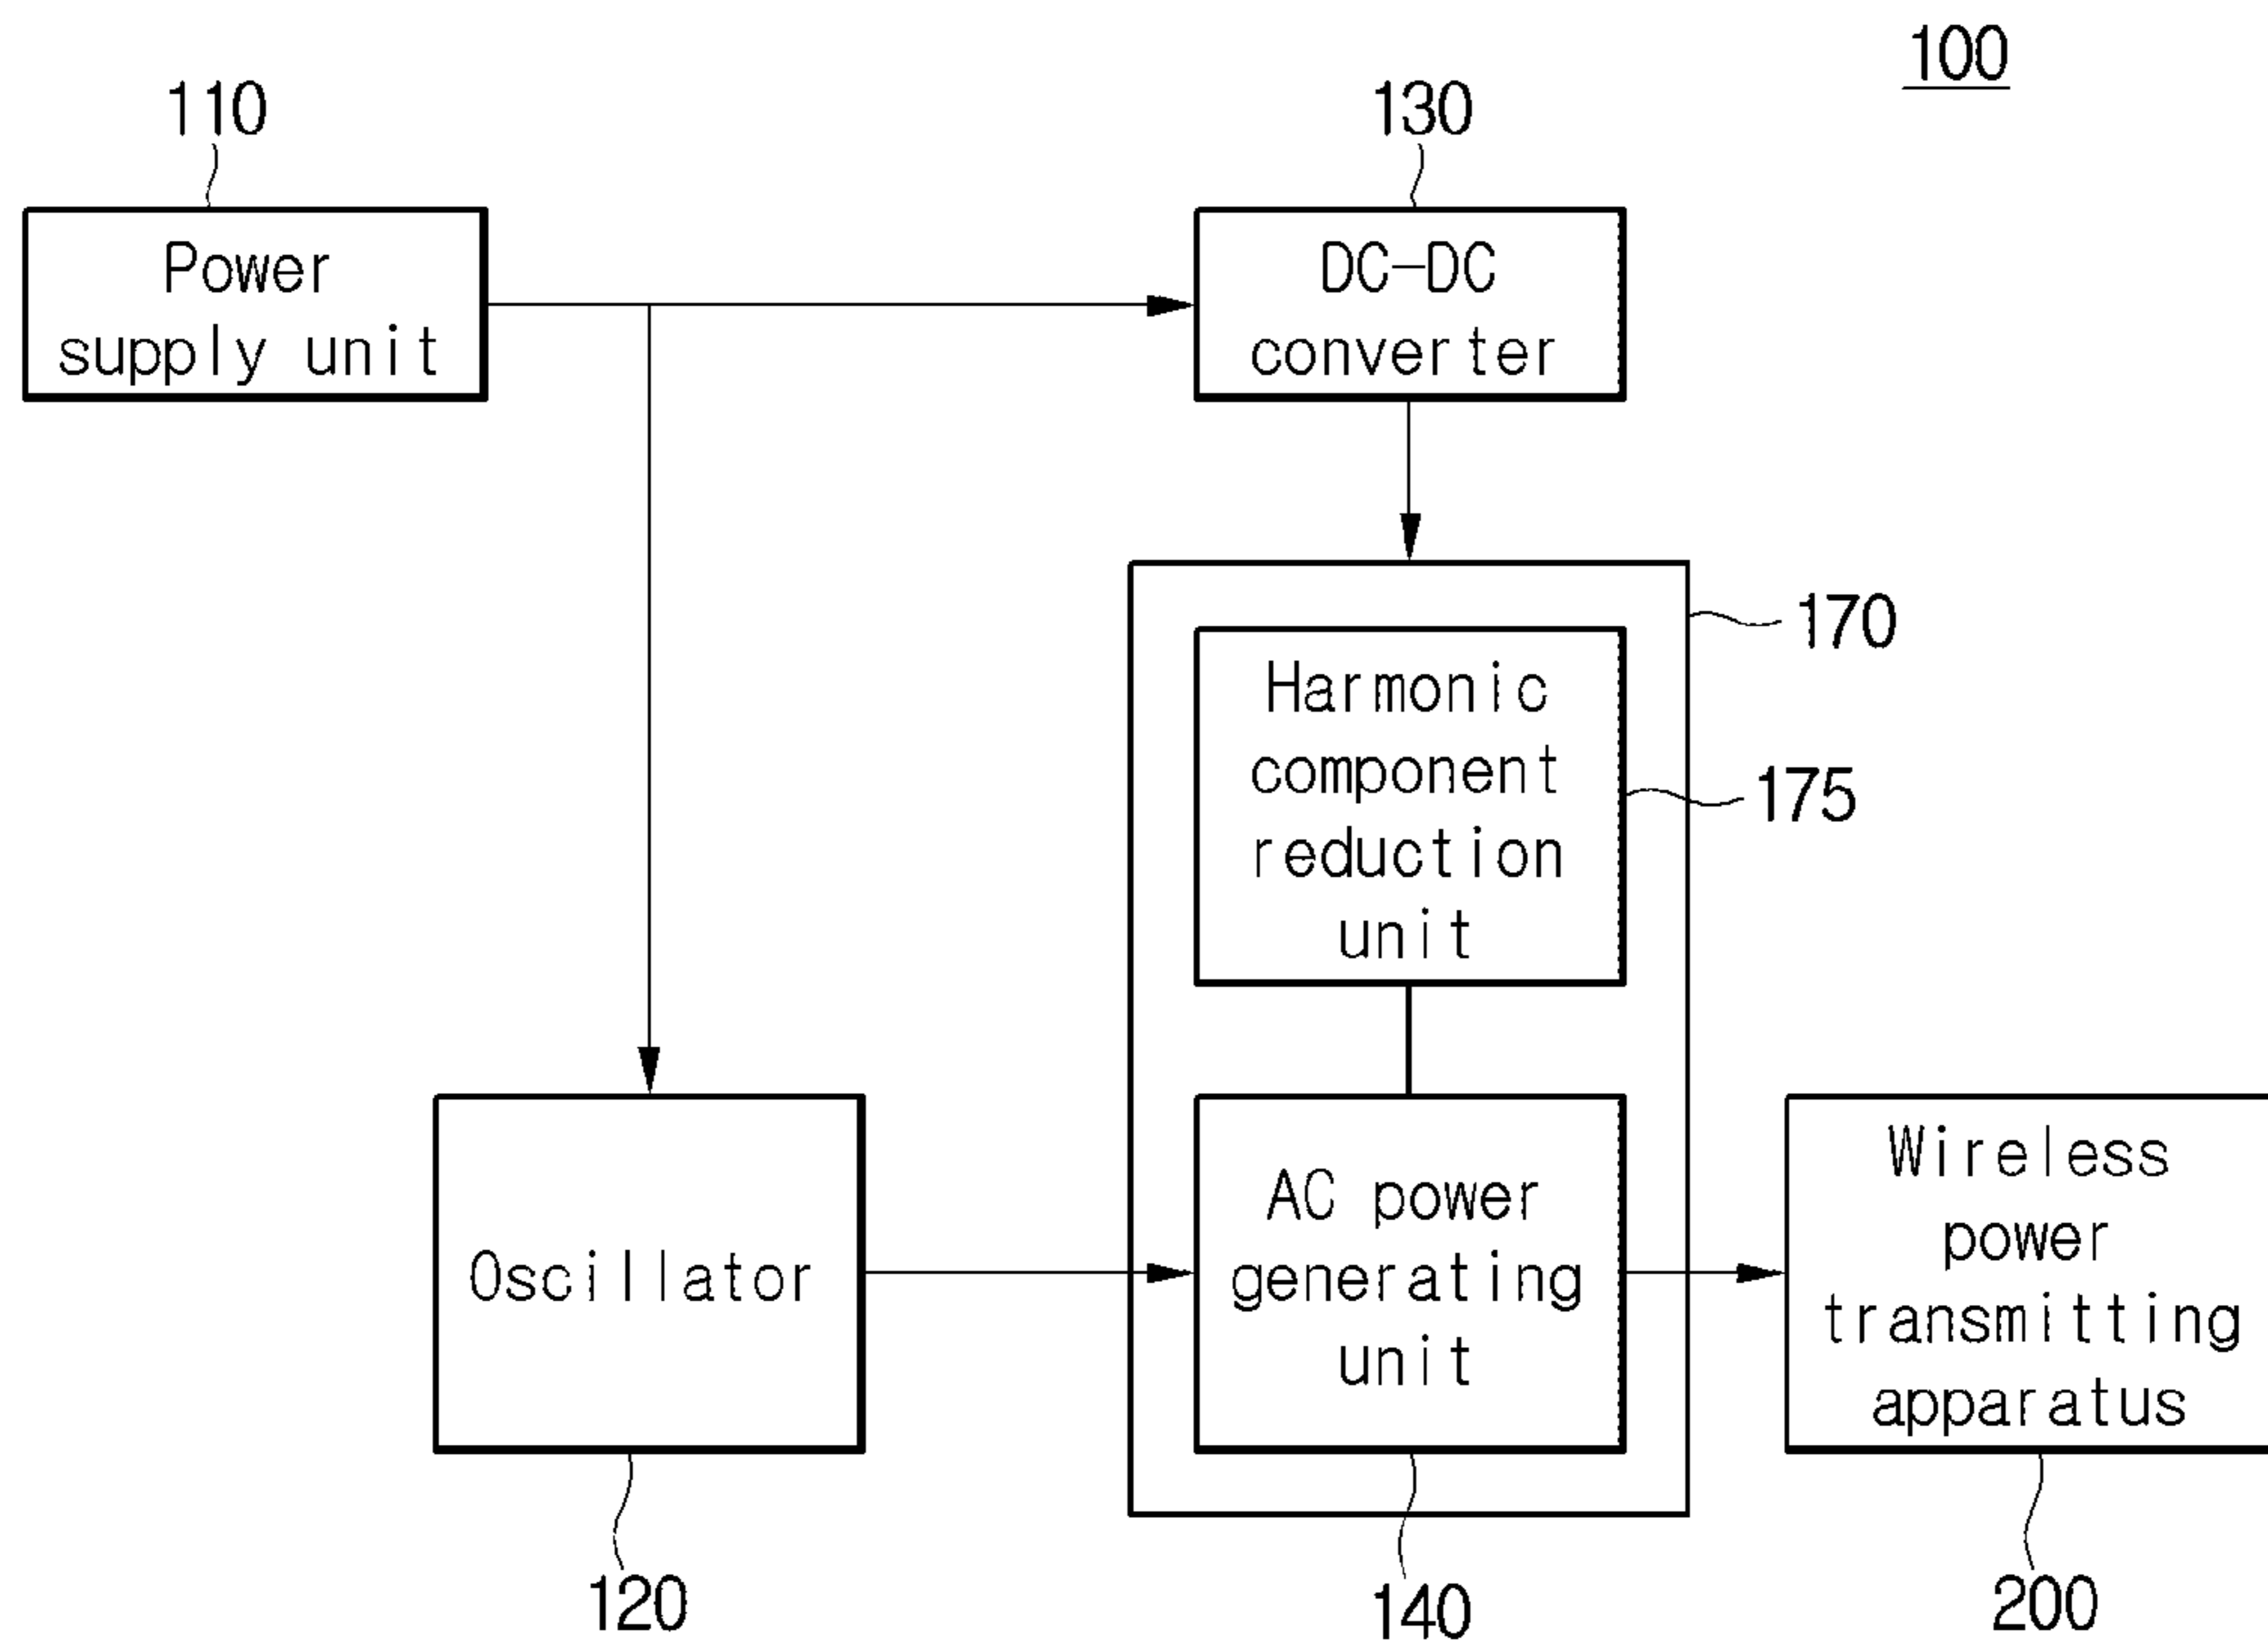 100
110
130
Power
supply unit
DC-DC
converter
170
Harmonic
component
reduction
unit
175
Oscillator
AC power
generating
unit
Wireless
power
transmitting
apparatus
120
140
200